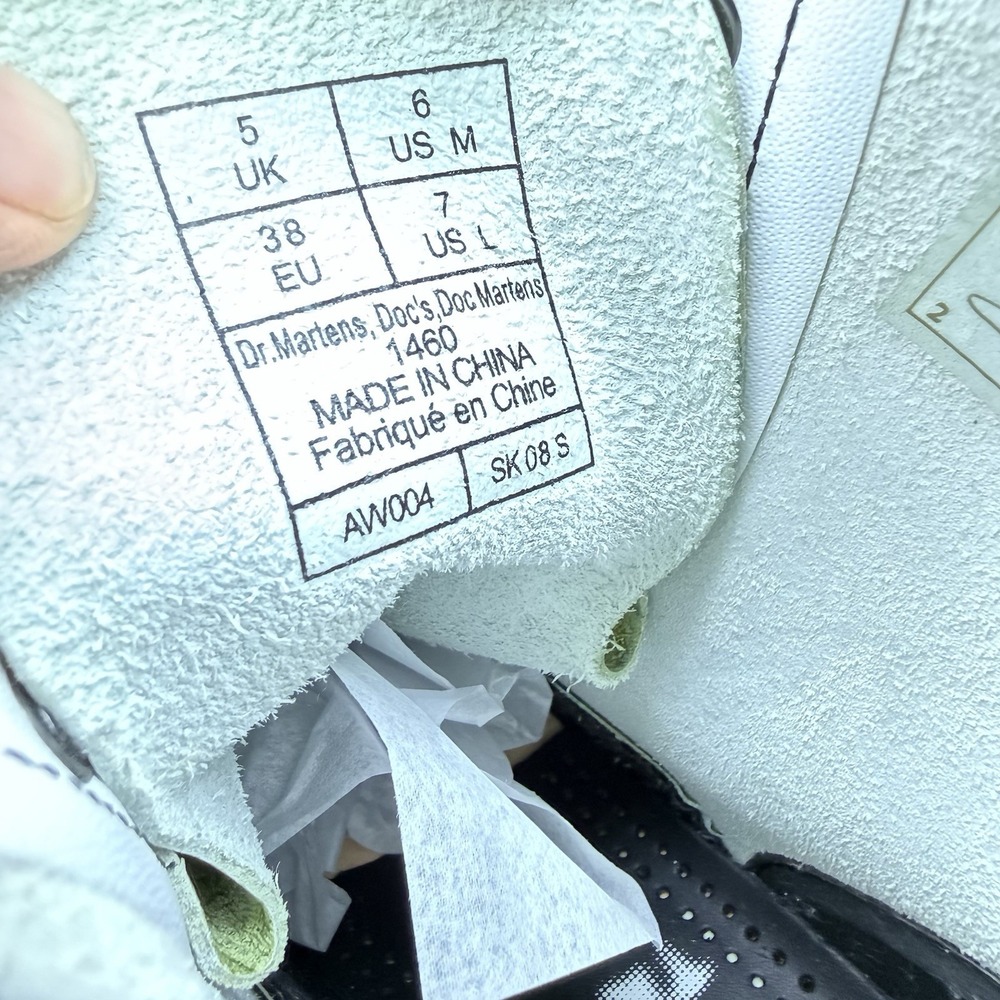 5
UK
6
US M
38
EU
7
US L
Dr.Martens, Doc's,Doc Martens
1460
MADE IN CHINA
Fabriqué en Chine
AW004
SK 08 S
2